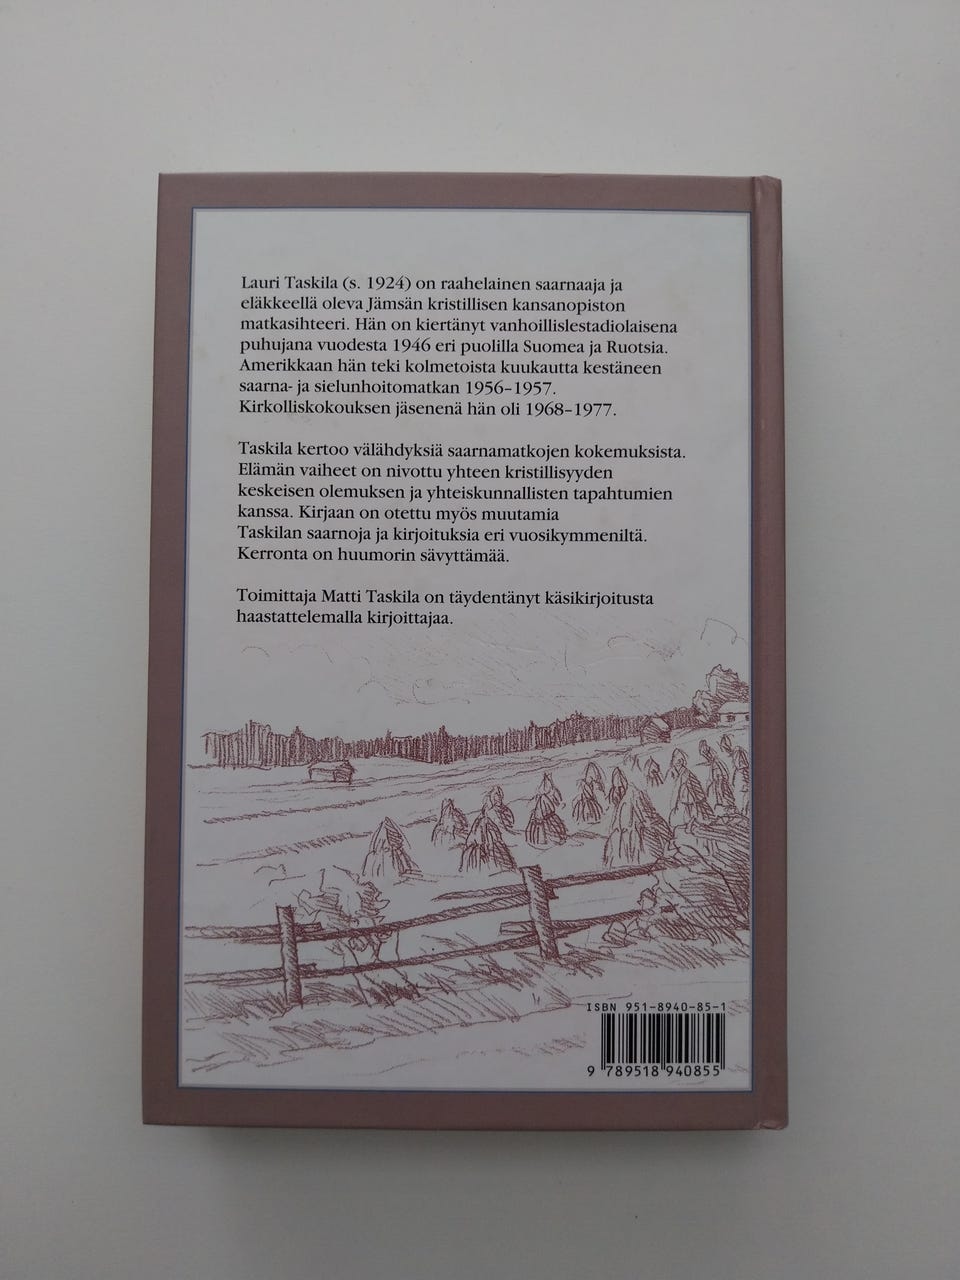 Lauri Taskila (s. 1924) on raahelainen saarnaaja ja
eläkkeellä oleva Jämsän kristillisen kansanopiston
matkasihteeri. Hän on kiertänyt vanhoillislestadiolaisena
puhujana vuodesta 1946 eri puolilla Suomea ja Ruotsia.
Amerikkaan hän teki kolmetoista kuukautta kestäneen
saarna- ja sielunhoitomatkan 1956–1957.
Kirkolliskokouksen jäsenenä hän oli 1968–1977.
Taskila kertoo välähdyksiä saarnamatkojen kokemuksista.
Elämän vaiheet on nivottu yhteen kristillisyyden
keskeisen olemuksen ja yhteiskunnallisten tapahtumien
kanssa. Kirjaan on otettu myös muutamia
Taskilan saarnoja ja kirjoituksia eri vuosikymmeniltä.
Kerronta on huumorin sävyttämää.
Toimittaja Matti Taskila on täydentänyt käsikirjoitusta
haastattelemalla kirjoittajaa.
ISBN 951-8940-85-1
9 789518 940855